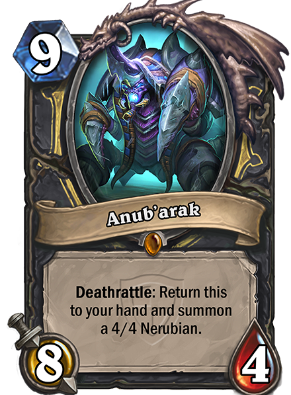 9
Anub'arak
Deathrattle: Return this
to your hand and summon
a 4/4 Nerubian.
8
4